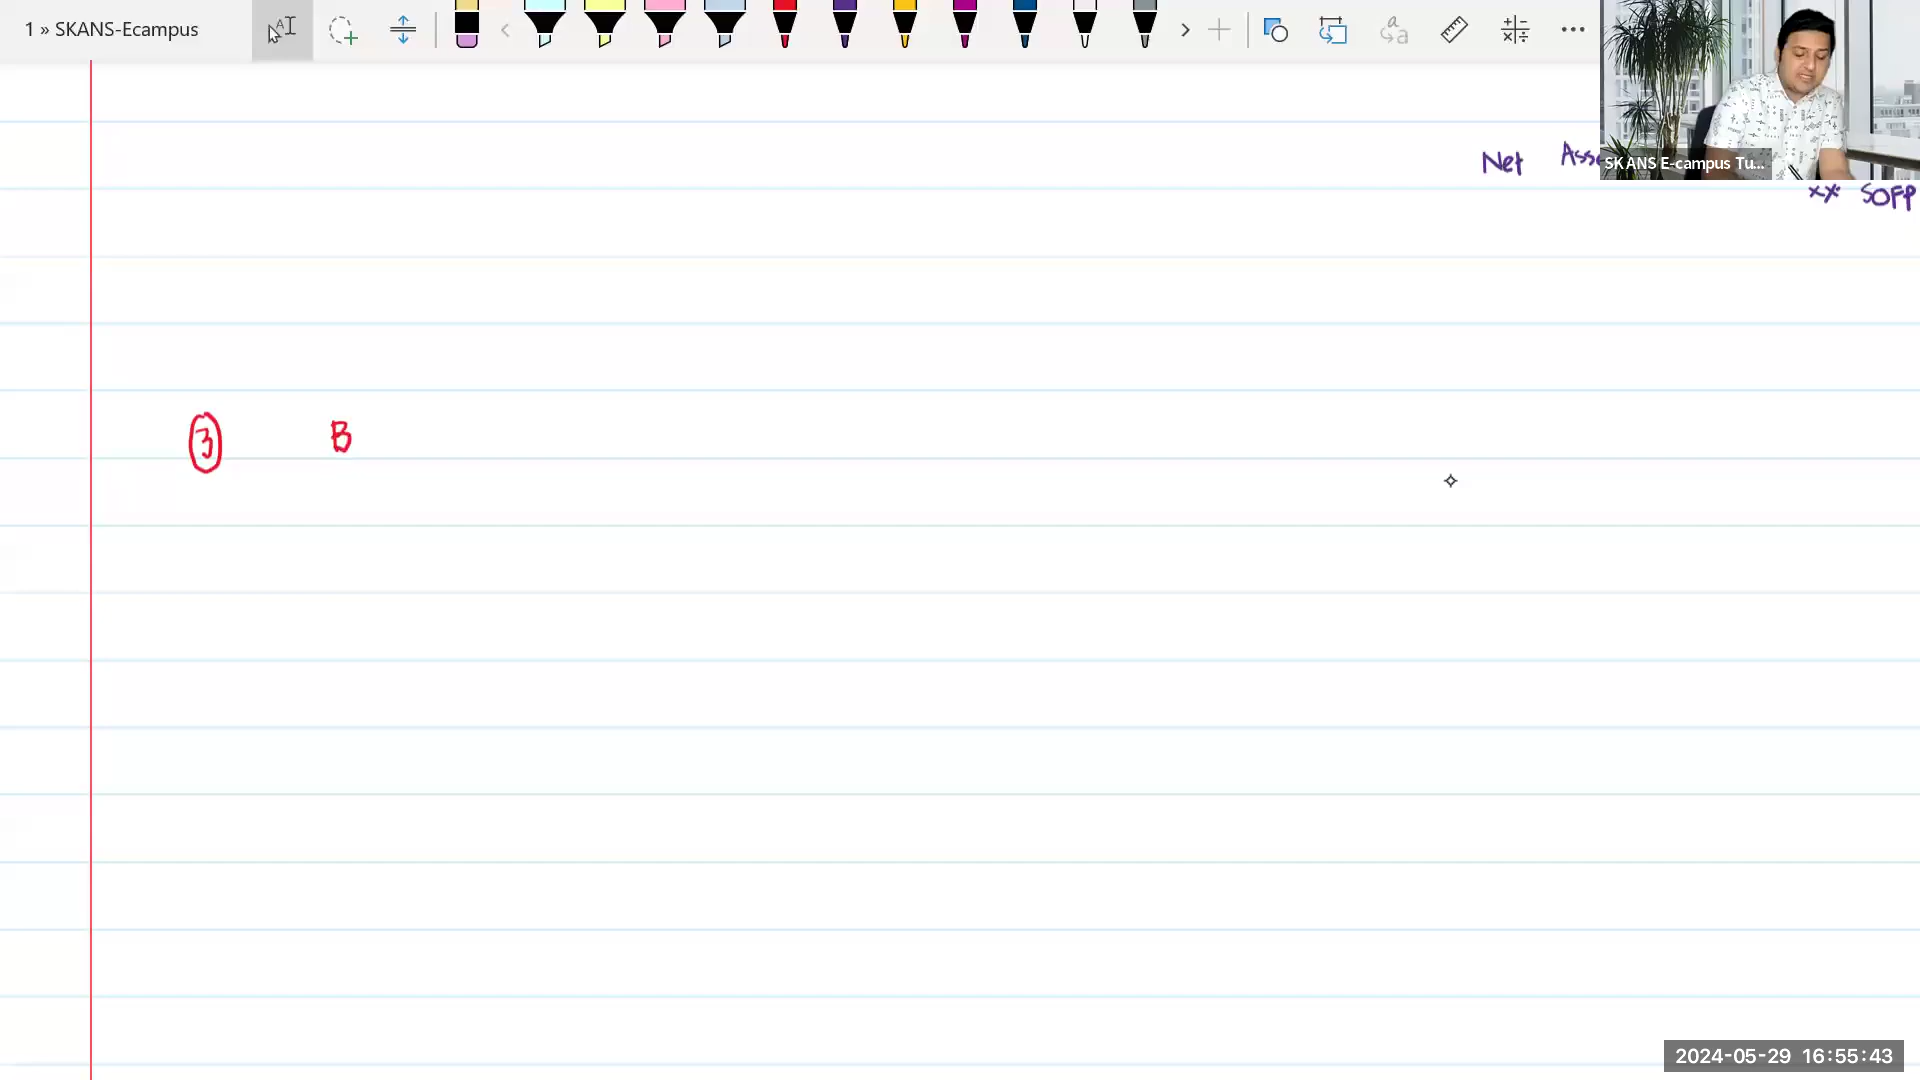 1 » SKANS-Ecampus
Net
SKANS E-campus Tu...
xx SOFP
3 B
2024-05-29 16:55:43